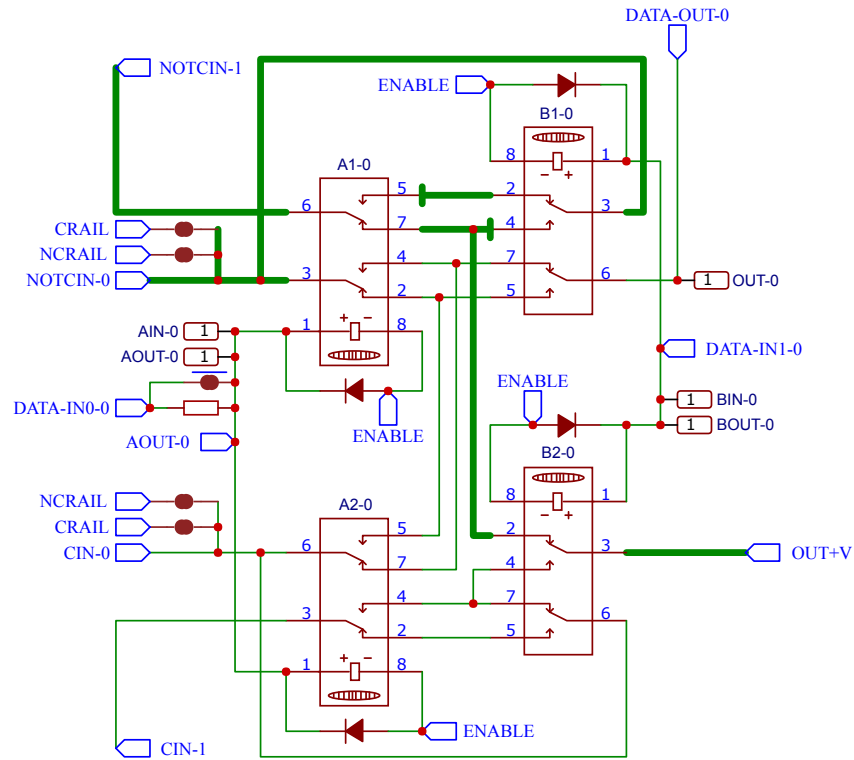 DATA-OUT-0
NOTCIN-1
ENABLE
B1-0
8 1
- +
A1-0
5 2
6 3
7 4
CRAIL
NCRAIL
NOTCIN-0
4 7
3 6
2 5
1 OUT-0
AIN-0 1
1 + - 8
AOUT-0 1
DATA-IN1-0
DATA-IN0-0
ENABLE
ENABLE
1 BIN-0
1 BOUT-0
AOUT-0
B2-0
8 1
- +
NCRAIL
CRAIL
CIN-0
A2-0
5 2
6 3
7 4
OUT+V
4 7
3 6
2 5
1 + - 8
ENABLE
CIN-1